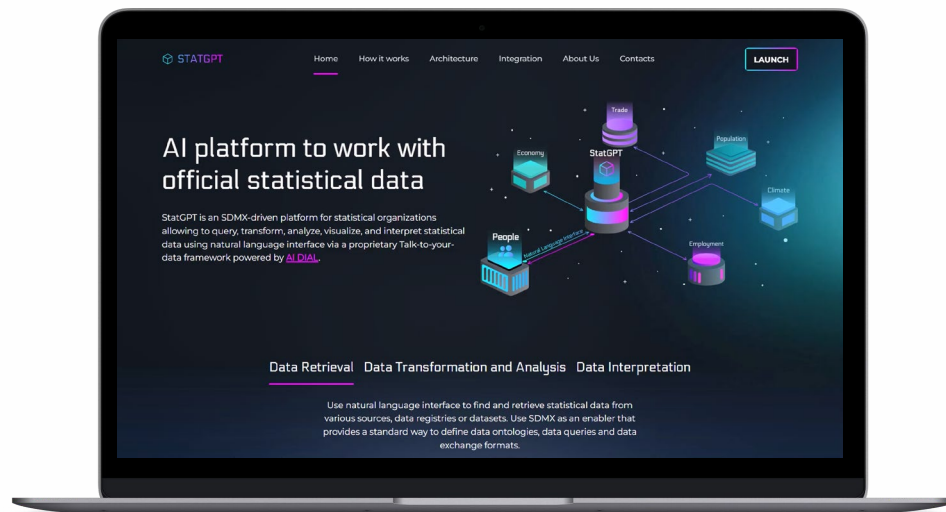 STATGPT
Home How it works Architecture Integration About Us Contacts
LAUNCH
AI platform to work with
official statistical data
StatGPT is an SDMX-driven platform for statistical organizations
allowing to query, transform, analyze, visualize, and interpret statistical
data using natural language interface via a proprietary Talk-to-your-
data framework powered by AI DIAL.
Trade
Economy
StatGPT
Population
Climate
People
Natural Language Interface
Employment
Data Retrieval Data Transformation and Analysis Data Interpretation
Use natural language interface to find and retrieve statistical data from
various sources, data registries or datasets. Use SDMX as an enabler that
provides a standard way to define data ontologies, data queries and data
exchange formats.